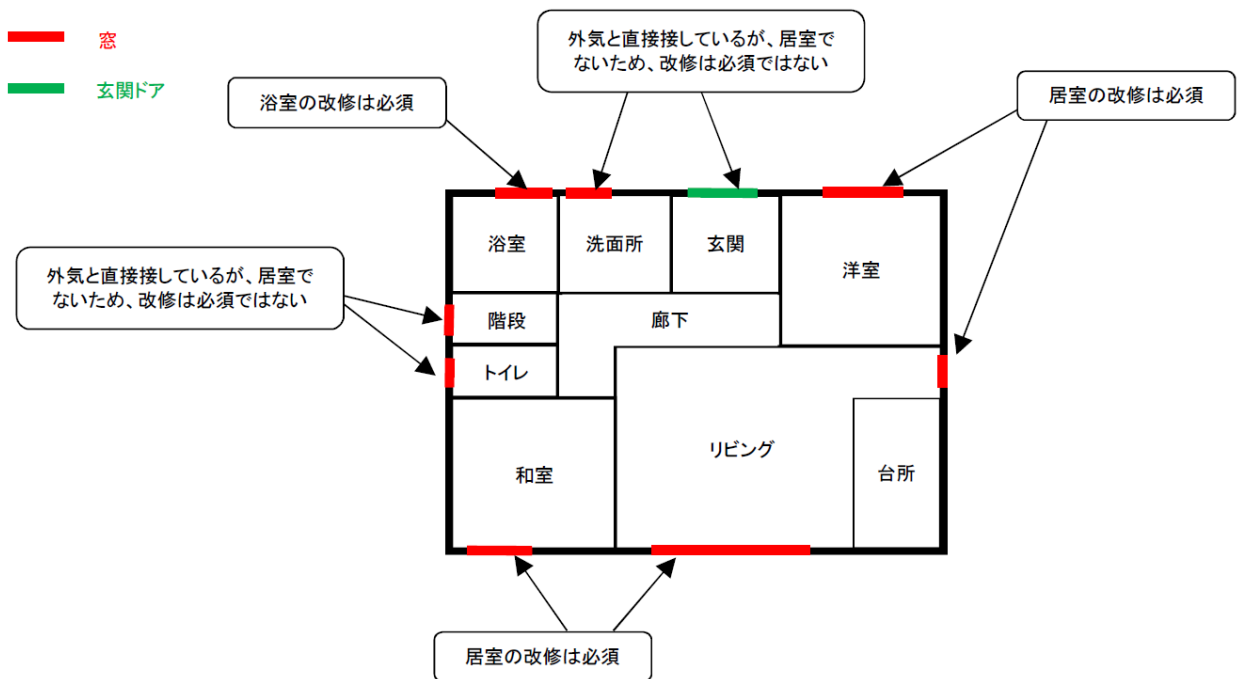 窓
玄関ドア
外気と直接接しているが、居室で
ないため、改修は必須ではない
浴室の改修は必須
居室の改修は必須
浴室
洗面所
玄関
洋室
外気と直接接しているが、居室で
ないため、改修は必須ではない
階段
廊下
トイレ
和室
リビング
台所
居室の改修は必須